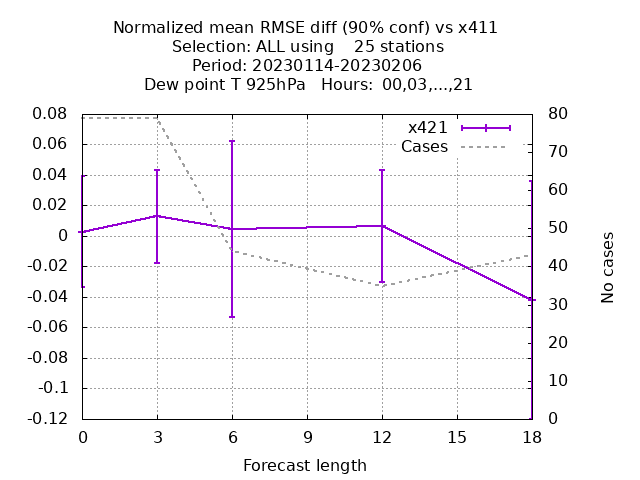 Normalized mean RMSE diff (90% conf) vs x411
Selection: ALL using    25 stations
Period: 20230114-20230206
Dew point T 925hPa   Hours: 00,03,...,21
x421
Cases
0.08
0.06
0.04
0.02
0
-0.02
-0.04
-0.06
-0.08
-0.1
-0.12
80
70
60
50
40
30
20
10
0
No cases
0 3 6 9 12 15 18
Forecast length